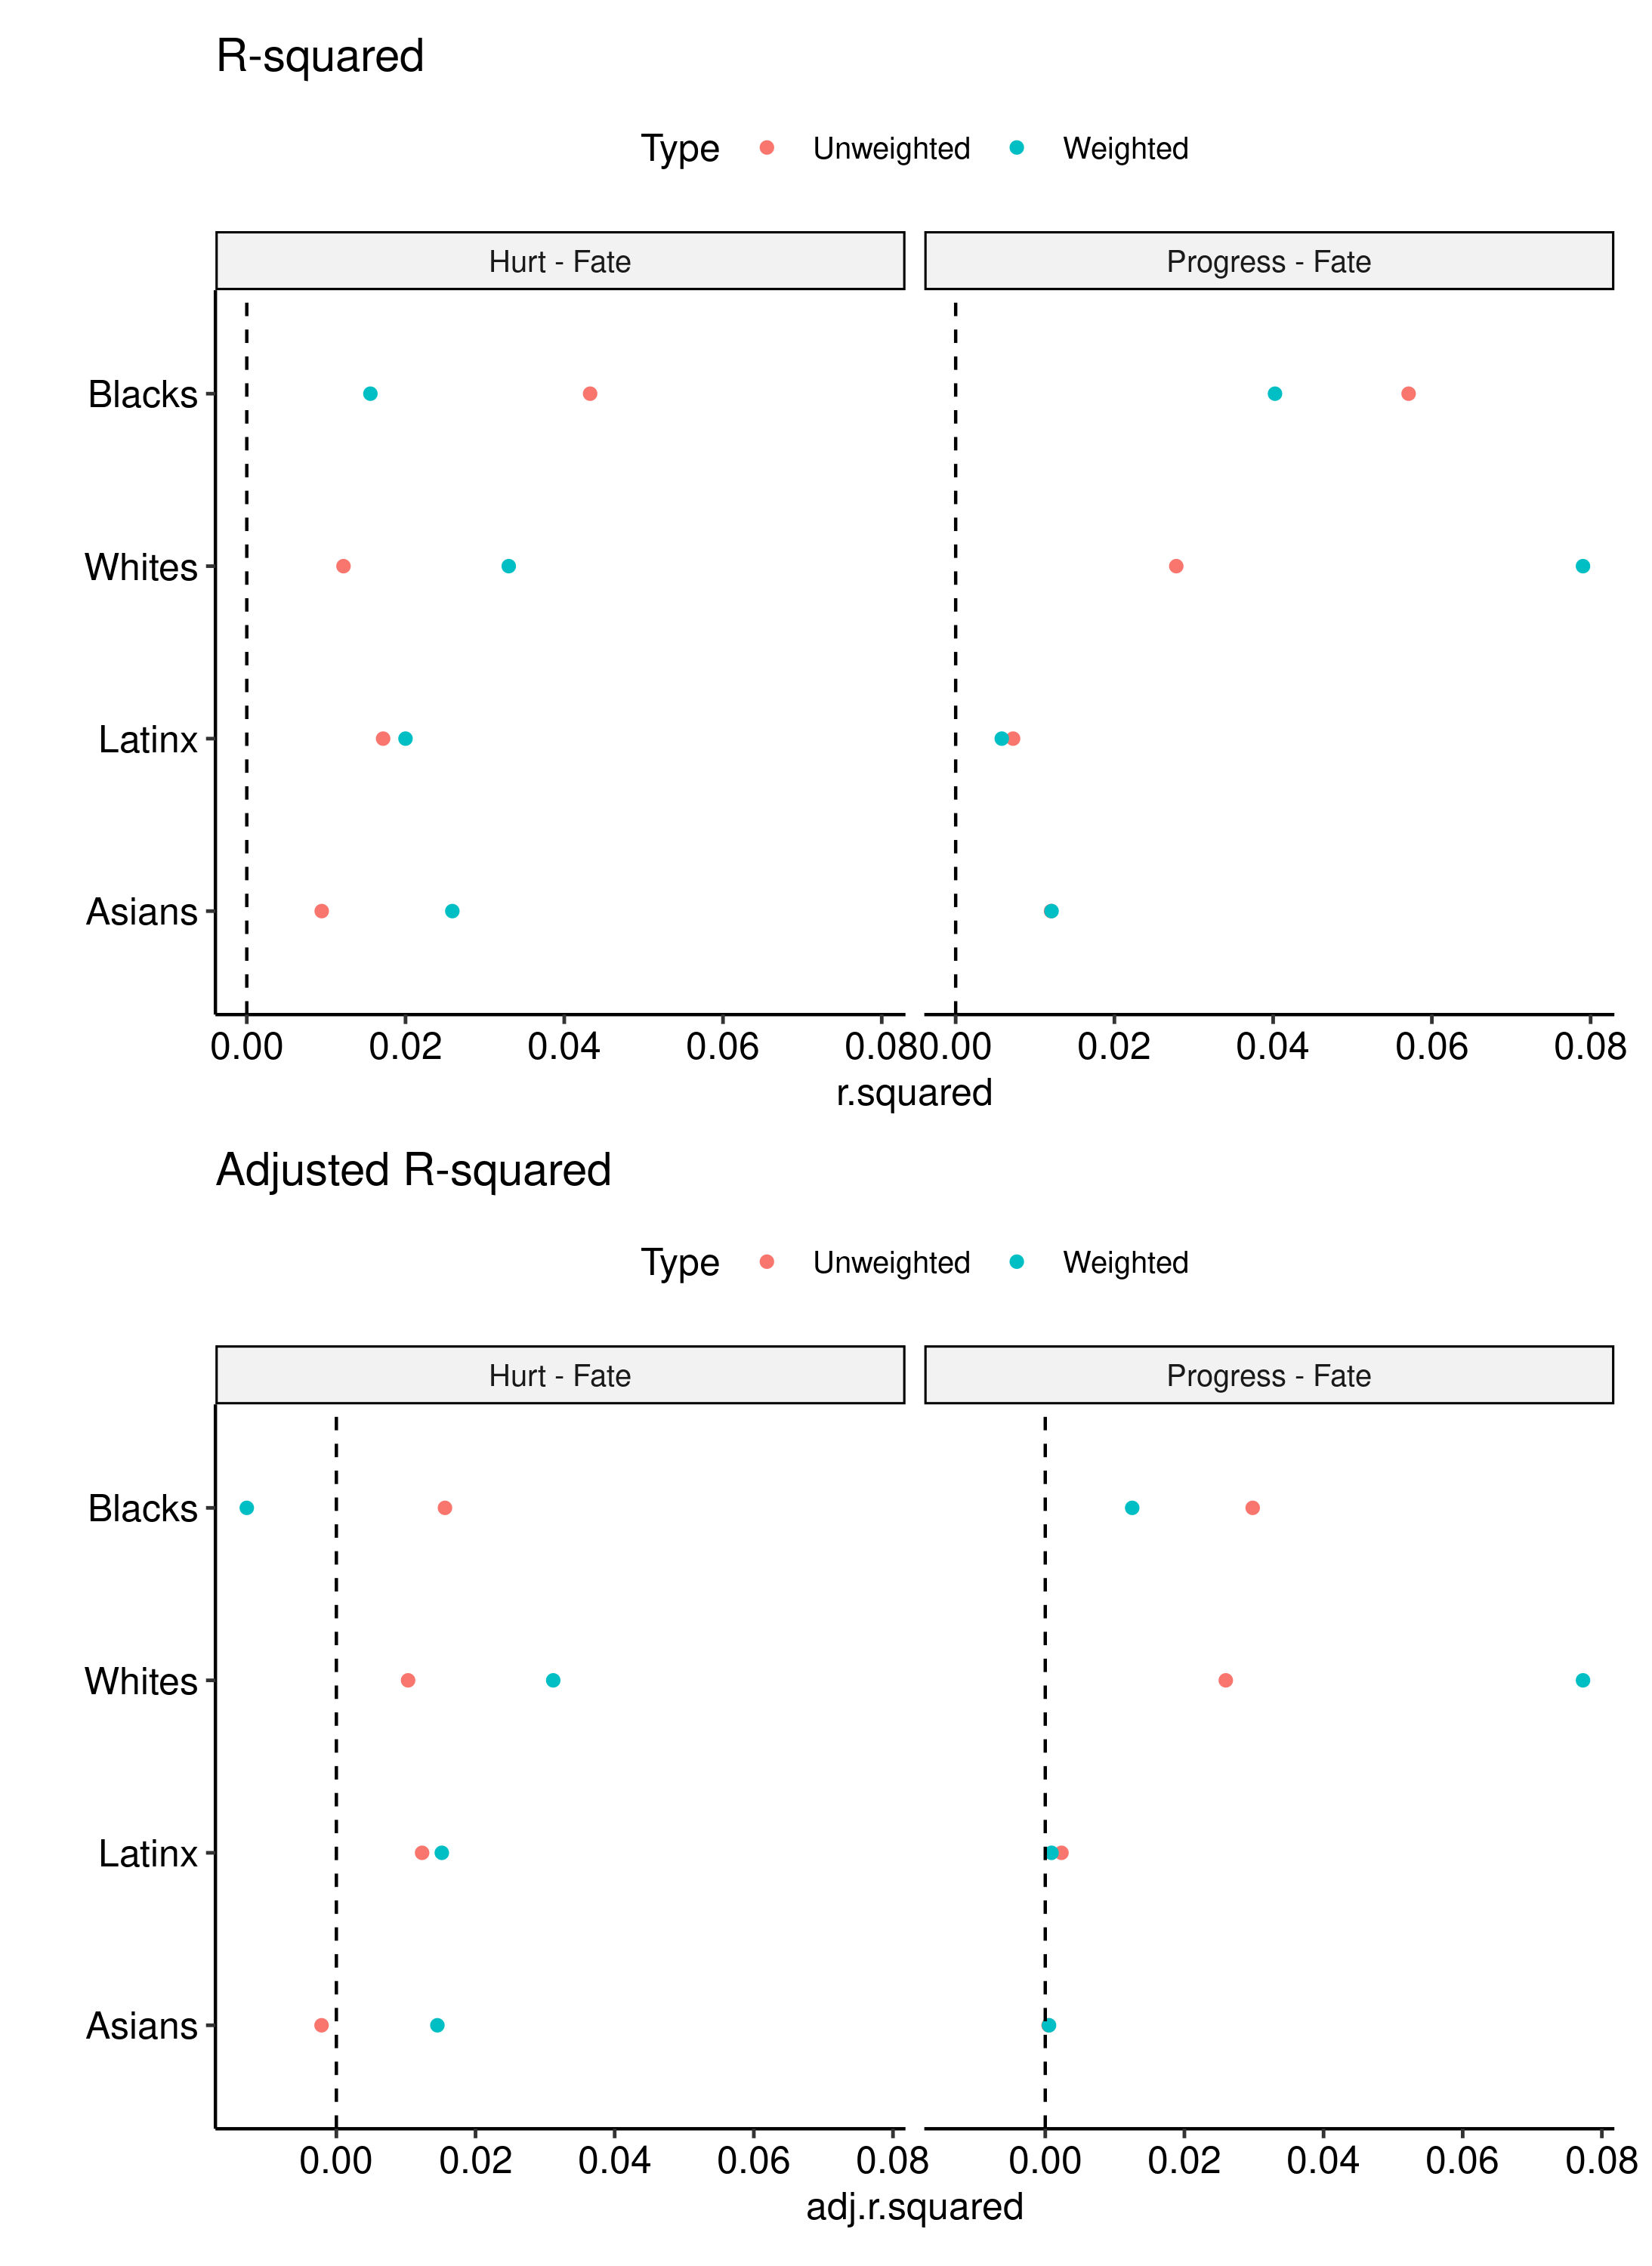 R-squared
Type Unweighted Weighted
Hurt - Fate Progress - Fate
Blacks
Whites
Latinx
Asians
0.00 0.02 0.04 0.06 0.08 0.00 0.02 0.04 0.06 0.08
r.squared
Adjusted R-squared
Type Unweighted Weighted
Hurt - Fate Progress - Fate
Blacks
Whites
Latinx
Asians
0.00 0.02 0.04 0.06 0.08 0.00 0.02 0.04 0.06 0.08
adj.r.squared